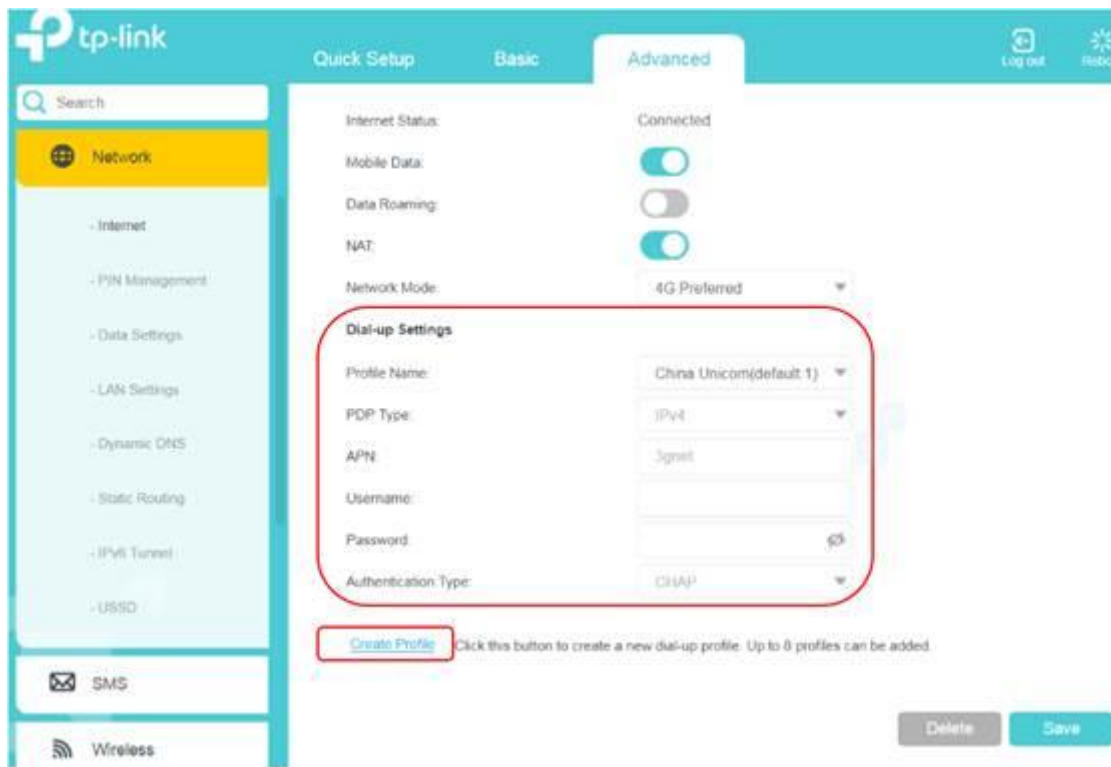 tp-link
Quick Setup Basic Advanced
Log out Reboot
Search
Network
- Internet
- PIN Management
- Data Settings
- LAN Settings
- Dynamic DNS
- Static Routing
- IPv6 Tunnel
- USSD
SMS
Wireless
Internet Status: Connected
Mobile Data:
Data Roaming:
NAT:
Network Mode: 4G Preferred
Dial-up Settings
Profile Name: China Unicom(default 1)
PDP Type: IPv4
APN: 3gnet
Username:
Password:
Authentication Type: CHAP
Create Profile Click this button to create a new dial-up profile. Up to 8 profiles can be added.
Delete Save